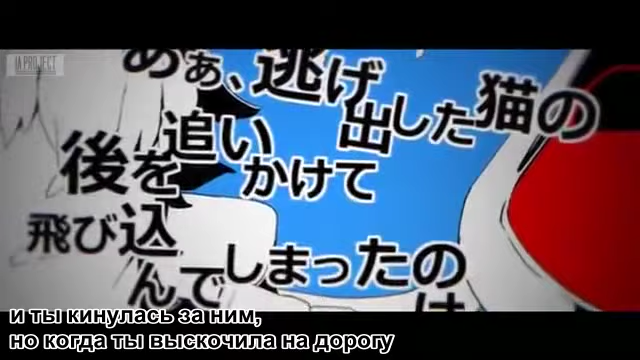 IA PROJECT
あぁ、逃げ出した猫の
後を追いかけて
飛び込んでしまったのは
и ты кинулась за ним,
но когда ты выскочила на дорогу